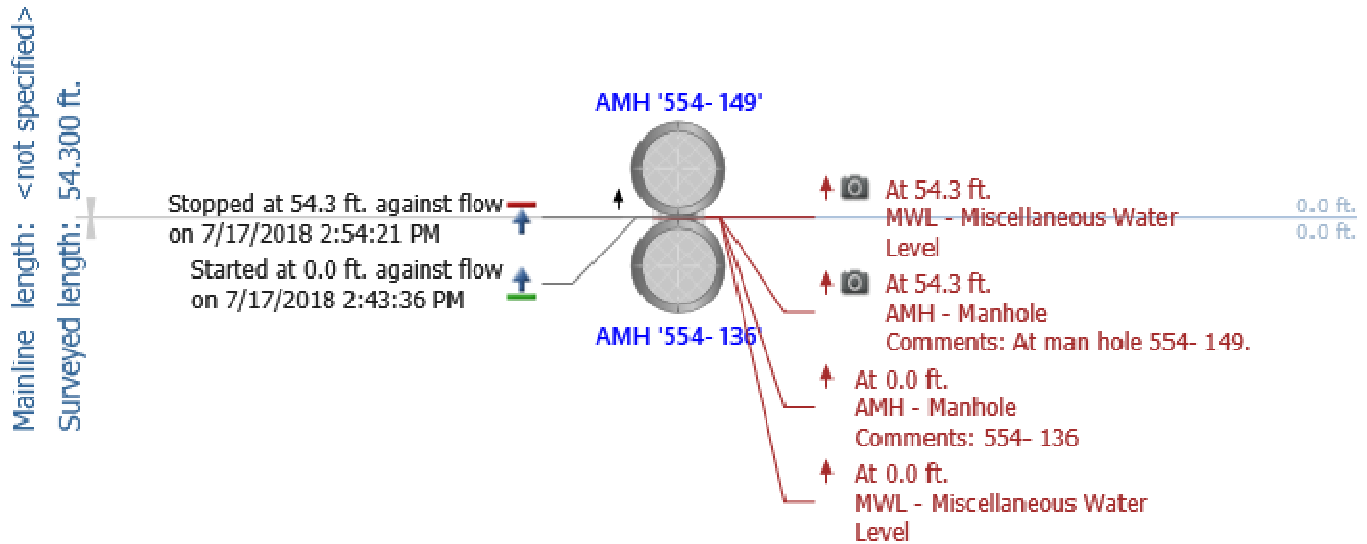 Mainline length: <not specified>
Surveyed length: 54.300 ft.
AMH '554- 149'
Stopped at 54.3 ft. against flow
on 7/17/2018 2:54:21 PM
Started at 0.0 ft. against flow
on 7/17/2018 2:43:36 PM
AMH '554- 136'
At 54.3 ft.
MWL - Miscellaneous Water
Level
At 54.3 ft.
AMH - Manhole
Comments: At man hole 554- 149.
At 0.0 ft.
AMH - Manhole
Comments: 554- 136
At 0.0 ft.
MWL - Miscellaneous Water
Level
0.0 ft.
0.0 ft.